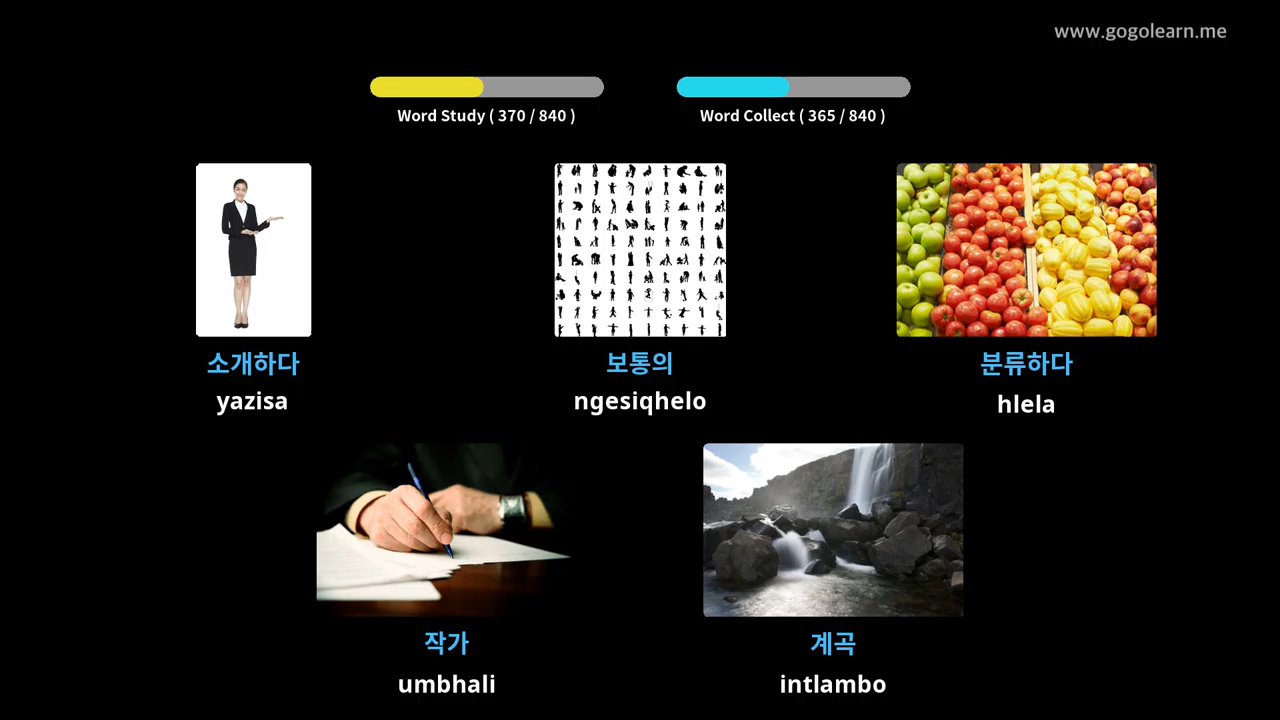 www.gogolearn.me
Word Study ( 370 / 840 )
Word Collect ( 365 / 840 )
소개하다
yazisa
보통의
ngesiqhelo
분류하다
hlela
작가
umbhali
계곡
intlambo